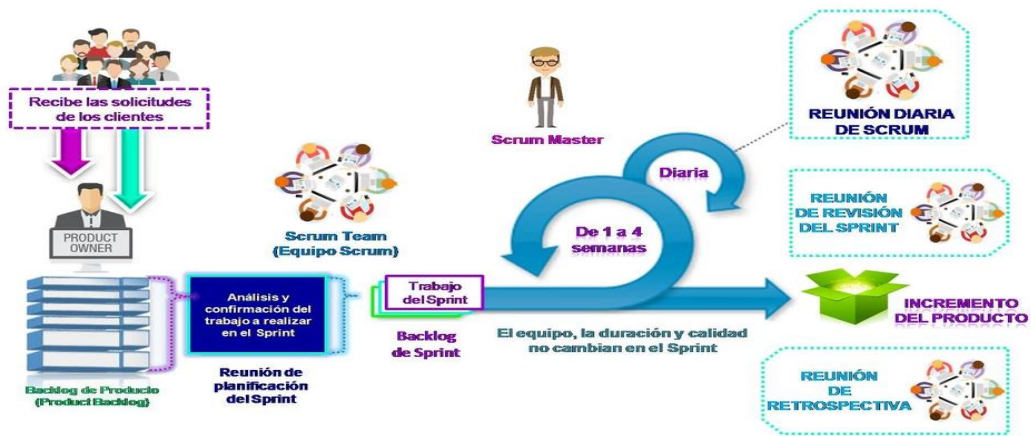 Recibe las solicitudes
de los clientes
PRODUCT
OWNER
Backlog de Producto
(Product Backlog)
Análisis y
confirmación del
trabajo a realizar
en el Sprint
Reunión de
planificación
del Sprint
Scrum Team
(Equipo Scrum)
Trabajo
del Sprint
Backlog
de Sprint
Scrum Master
Diaria
De 1 a 4
semanas
El equipo, la duración y calidad
no cambian en el Sprint
REUNIÓN DIARIA
DE SCRUM
REUNIÓN
DE REVISIÓN
DEL SPRINT
INCREMENTO
DEL PRODUCTO
REUNIÓN
DE
RETROSPECTIVA